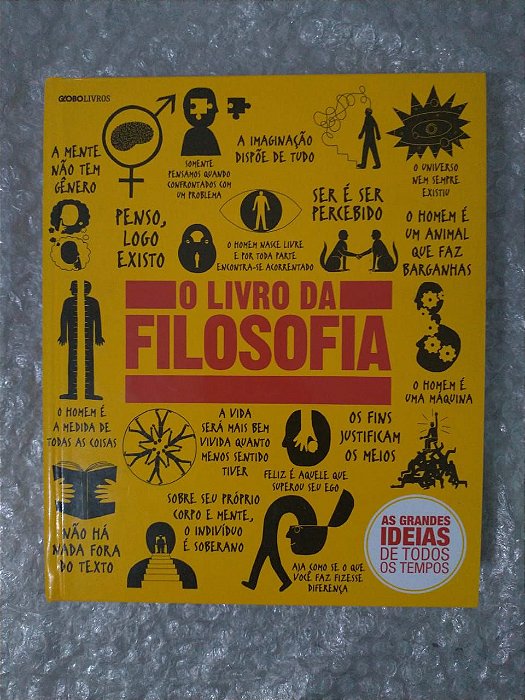 GLOBOLIVROS
A MENTE
NÃO TEM
GÊNERO
SOMENTE
PENSAMOS QUANDO
CONFRONTADOS COM
UM PROBLEMA
A IMAGINAÇÃO
DISPÕE DE TUDO
O UNIVERSO
NEM SEMPRE
EXISTIU
PENSO,
LOGO
EXISTO
O HOMEM NASCE LIVRE
E POR TODA PARTE
ENCONTRA-SE ACORRENTADO
SER É SER
PERCEBIDO
O HOMEM É
UM ANIMAL
QUE FAZ
BARGANHAS
O LIVRO DA
FILOSOFIA
O HOMEM É
A MEDIDA DE
TODAS AS COISAS
A VIDA
SERÁ MAIS BEM
VIVIDA QUANTO
MENOS SENTIDO
TIVER
FELIZ É AQUELE QUE
SUPEROU SEU EGO
OS FINS
JUSTIFICAM
OS MEIOS
O HOMEM É
UMA MÁQUINA
NÃO HÁ
NADA FORA
DO TEXTO
SOBRE SEU PRÓPRIO
CORPO E MENTE,
O INDIVÍDUO
É SOBERANO
AJA COMO SE O QUE
VOCÊ FAZ FIZESSE
DIFERENÇA
AS GRANDES
IDEIAS
DE TODOS
OS TEMPOS